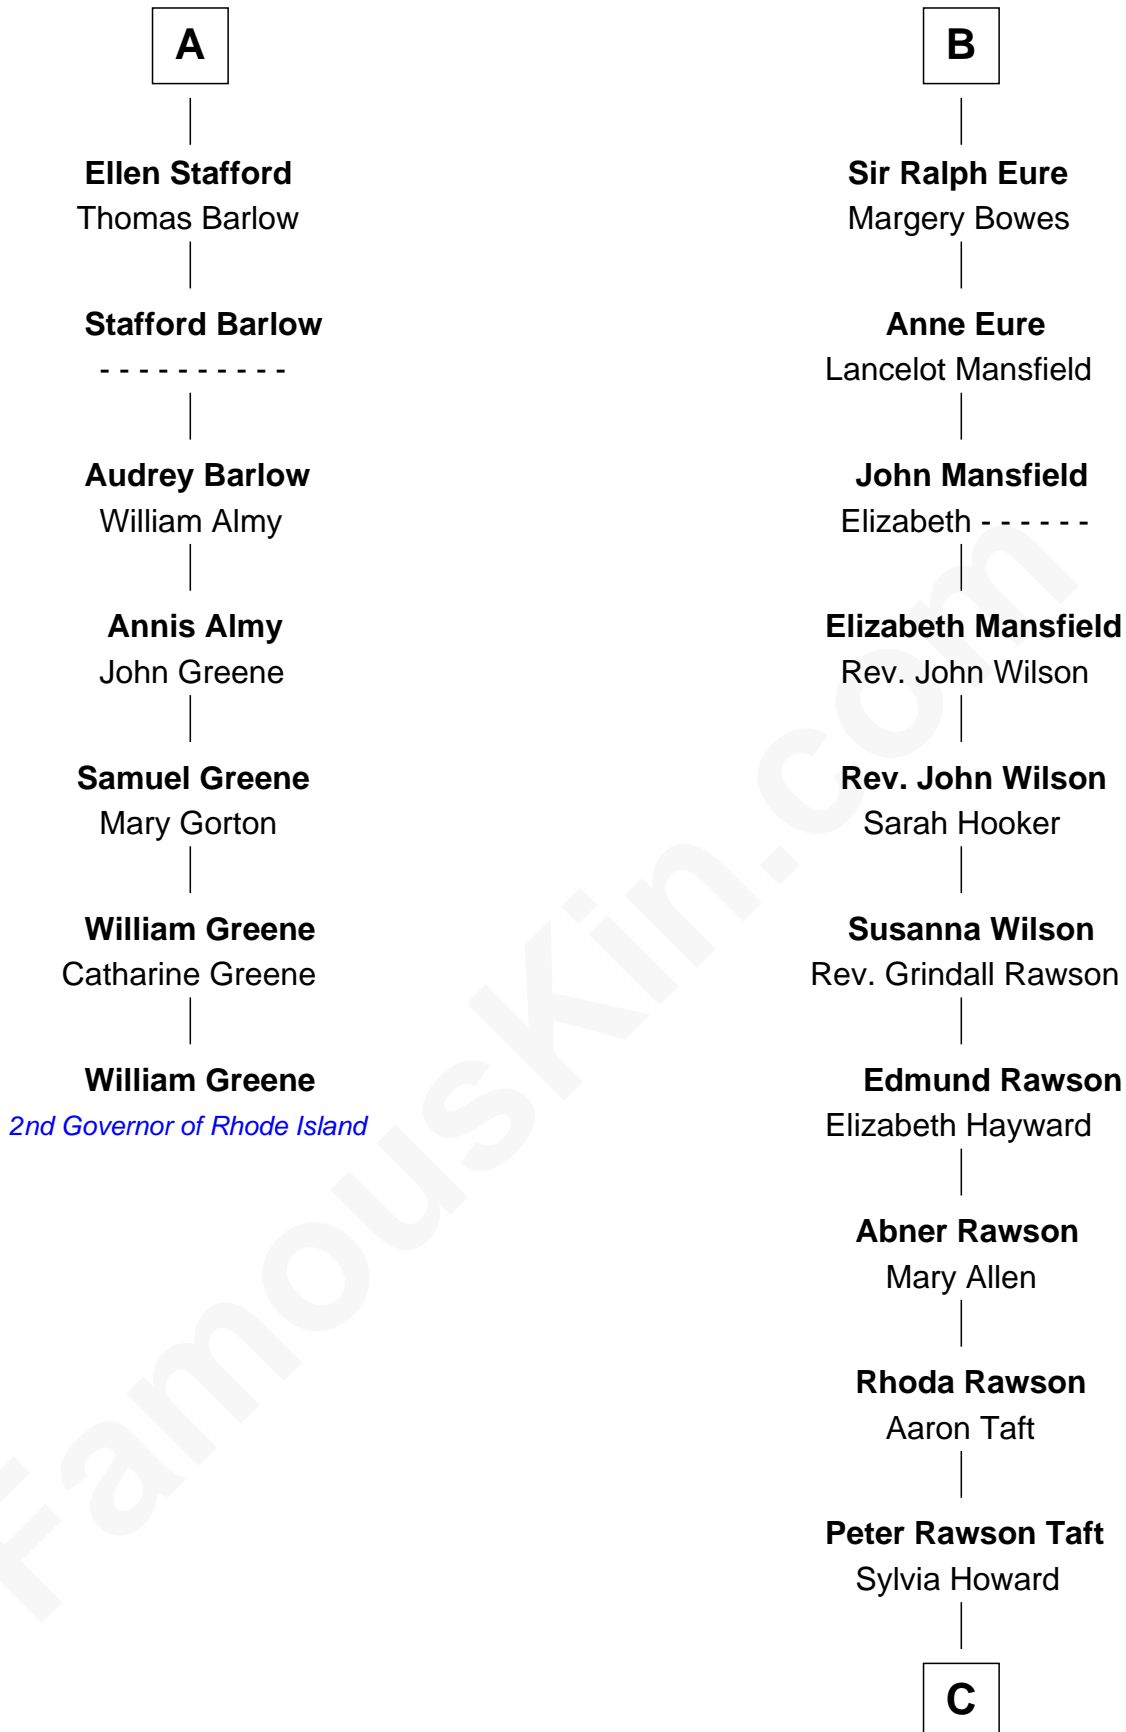 A
Ellen Stafford
Thomas Barlow
Stafford Barlow
- - - - - - - - - -
Audrey Barlow
William Almy
Annis Almy
John Greene
Samuel Greene
Mary Gorton
William Greene
Catharine Greene
William Greene
2nd Governor of Rhode Island
B
Sir Ralph Eure
Margery Bowes
Anne Eure
Lancelot Mansfield
John Mansfield
Elizabeth - - - - - -
Elizabeth Mansfield
Rev. John Wilson
Rev. John Wilson
Sarah Hooker
Susanna Wilson
Rev. Grindall Rawson
Edmund Rawson
Elizabeth Hayward
Abner Rawson
Mary Allen
Rhoda Rawson
Aaron Taft
Peter Rawson Taft
Sylvia Howard
C
FamousKin.com